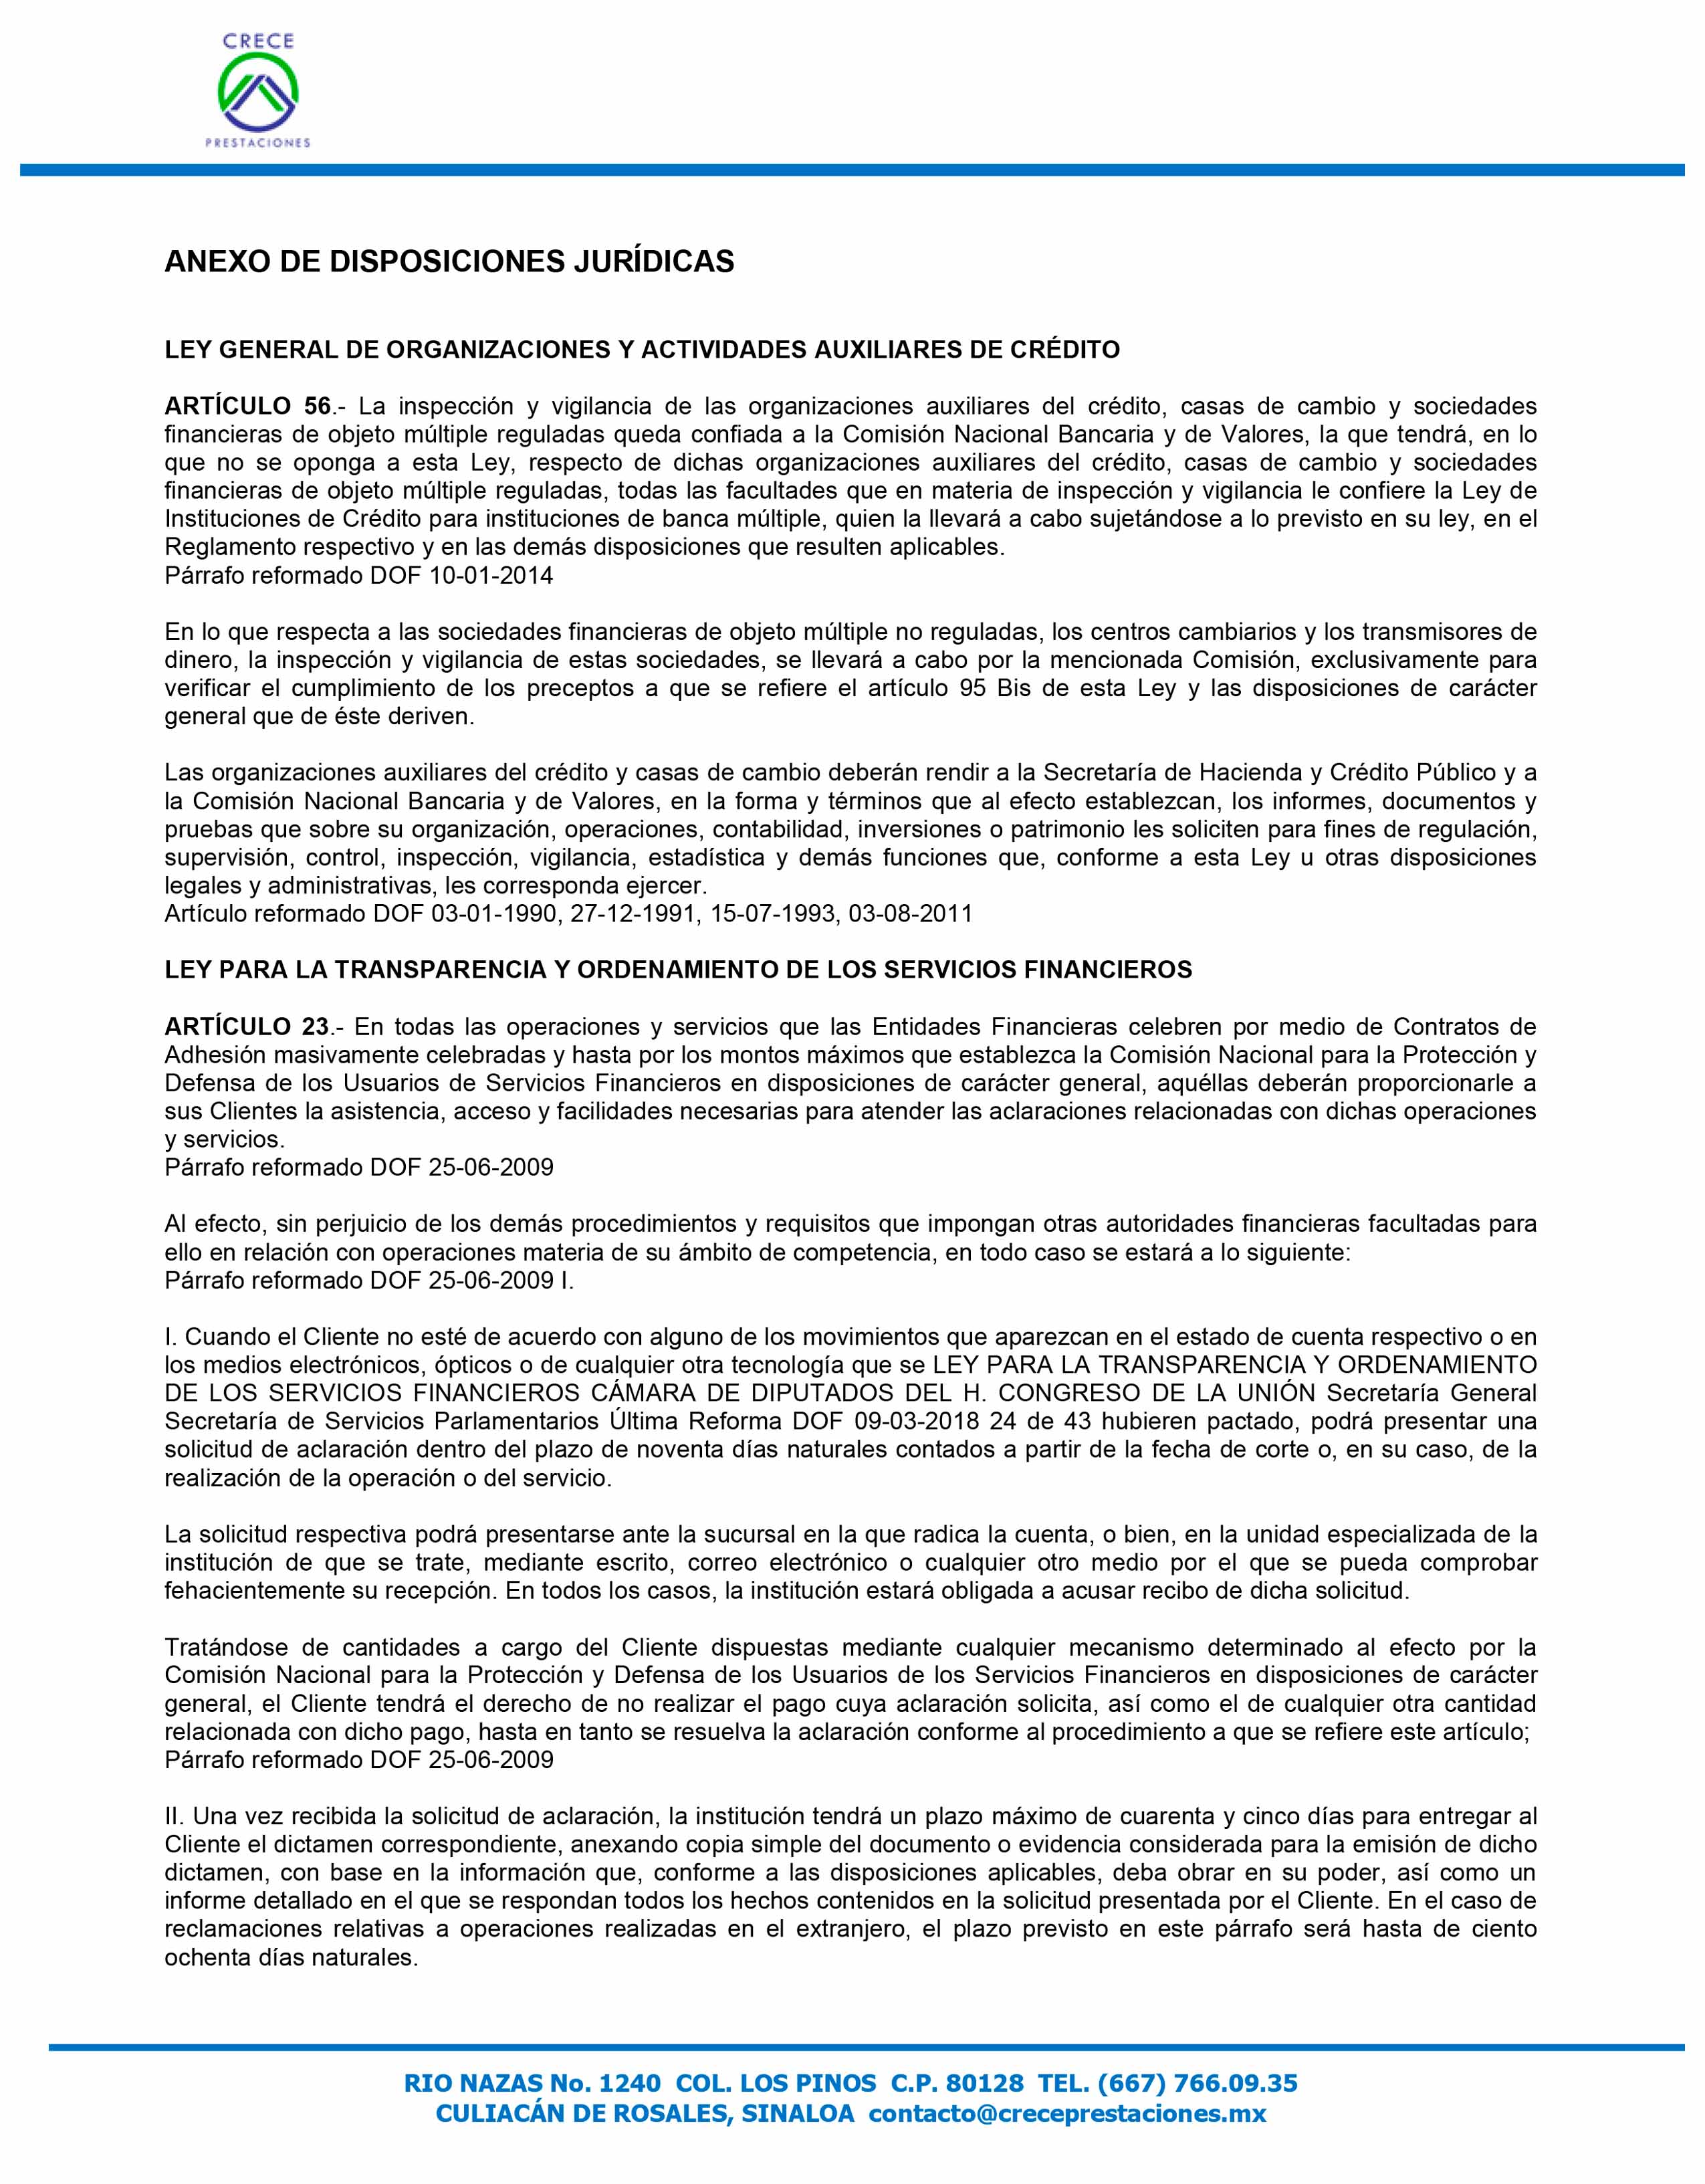 CRECE
PRESTACIONES
ANEXO DE DISPOSICIONES JURÍDICAS
LEY GENERAL DE ORGANIZACIONES Y ACTIVIDADES AUXILIARES DE CRÉDITO
ARTÍCULO 56.- La inspección y vigilancia de las organizaciones auxiliares del crédito, casas de cambio y sociedades
financieras de objeto múltiple reguladas queda confiada a la Comisión Nacional Bancaria y de Valores, la que tendrá, en lo
que no se oponga a esta Ley, respecto de dichas organizaciones auxiliares del crédito, casas de cambio y sociedades
financieras de objeto múltiple reguladas, todas las facultades que en materia de inspección y vigilancia le confiere la Ley de
Instituciones de Crédito para instituciones de banca múltiple, quien la llevará a cabo sujetándose a lo previsto en su ley, en el
Reglamento respectivo y en las demás disposiciones que resulten aplicables.
Párrafo reformado DOF 10-01-2014
En lo que respecta a las sociedades financieras de objeto múltiple no reguladas, los centros cambiarios y los transmisores de
dinero, la inspección y vigilancia de estas sociedades, se llevará a cabo por la mencionada Comisión, exclusivamente para
verificar el cumplimiento de los preceptos a que se refiere el artículo 95 Bis de esta Ley y las disposiciones de carácter
general que de éste deriven.
Las organizaciones auxiliares del crédito y casas de cambio deberán rendir a la Secretaría de Hacienda y Crédito Público y a
la Comisión Nacional Bancaria y de Valores, en la forma y términos que al efecto establezcan, los informes, documentos y
pruebas que sobre su organización, operaciones, contabilidad, inversiones o patrimonio les soliciten para fines de regulación,
supervisión, control, inspección, vigilancia, estadística y demás funciones que, conforme a esta Ley u otras disposiciones
legales y administrativas, les corresponda ejercer.
Artículo reformado DOF 03-01-1990, 27-12-1991, 15-07-1993, 03-08-2011
LEY PARA LA TRANSPARENCIA Y ORDENAMIENTO DE LOS SERVICIOS FINANCIEROS
ARTÍCULO 23.- En todas las operaciones y servicios que las Entidades Financieras celebren por medio de Contratos de
Adhesión masivamente celebradas y hasta por los montos máximos que establezca la Comisión Nacional para la Protección y
Defensa de los Usuarios de Servicios Financieros en disposiciones de carácter general, aquéllas deberán proporcionarle a
sus Clientes la asistencia, acceso y facilidades necesarias para atender las aclaraciones relacionadas con dichas operaciones
y servicios.
Párrafo reformado DOF 25-06-2009
Al efecto, sin perjuicio de los demás procedimientos y requisitos que impongan otras autoridades financieras facultadas para
ello en relación con operaciones materia de su ámbito de competencia, en todo caso se estará a lo siguiente:
Párrafo reformado DOF 25-06-2009 I.
I. Cuando el Cliente no esté de acuerdo con alguno de los movimientos que aparezcan en el estado de cuenta respectivo o en
los medios electrónicos, ópticos o de cualquier otra tecnología que se LEY PARA LA TRANSPARENCIA Y ORDENAMIENTO
DE LOS SERVICIOS FINANCIEROS CÁMARA DE DIPUTADOS DEL H. CONGRESO DE LA UNIÓN Secretaría General
Secretaría de Servicios Parlamentarios Última Reforma DOF 09-03-2018 24 de 43 hubieren pactado, podrá presentar una
solicitud de aclaración dentro del plazo de noventa días naturales contados a partir de la fecha de corte o, en su caso, de la
realización de la operación o del servicio.
La solicitud respectiva podrá presentarse ante la sucursal en la que radica la cuenta, o bien, en la unidad especializada de la
institución de que se trate, mediante escrito, correo electrónico o cualquier otro medio por el que se pueda comprobar
fehacientemente su recepción. En todos los casos, la institución estará obligada a acusar recibo de dicha solicitud.
Tratándose de cantidades a cargo del Cliente dispuestas mediante cualquier mecanismo determinado al efecto por la
Comisión Nacional para la Protección y Defensa de los Usuarios de los Servicios Financieros en disposiciones de carácter
general, el Cliente tendrá el derecho de no realizar el pago cuya aclaración solicita, así como el de cualquier otra cantidad
relacionada con dicho pago, hasta en tanto se resuelva la aclaración conforme al procedimiento a que se refiere este artículo;
Párrafo reformado DOF 25-06-2009
II. Una vez recibida la solicitud de aclaración, la institución tendrá un plazo máximo de cuarenta y cinco días para entregar al
Cliente el dictamen correspondiente, anexando copia simple del documento o evidencia considerada para la emisión de dicho
dictamen, con base en la información que, conforme a las disposiciones aplicables, deba obrar en su poder, así como un
informe detallado en el que se respondan todos los hechos contenidos en la solicitud presentada por el Cliente. En el caso de
reclamaciones relativas a operaciones realizadas en el extranjero, el plazo previsto en este párrafo será hasta de ciento
ochenta días naturales.
RIO NAZAS No. 1240 COL. LOS PINOS C.P. 80128 TEL. (667) 766.09.35
CULIACÁN DE ROSALES, SINALOA contacto@creceprestaciones.mx